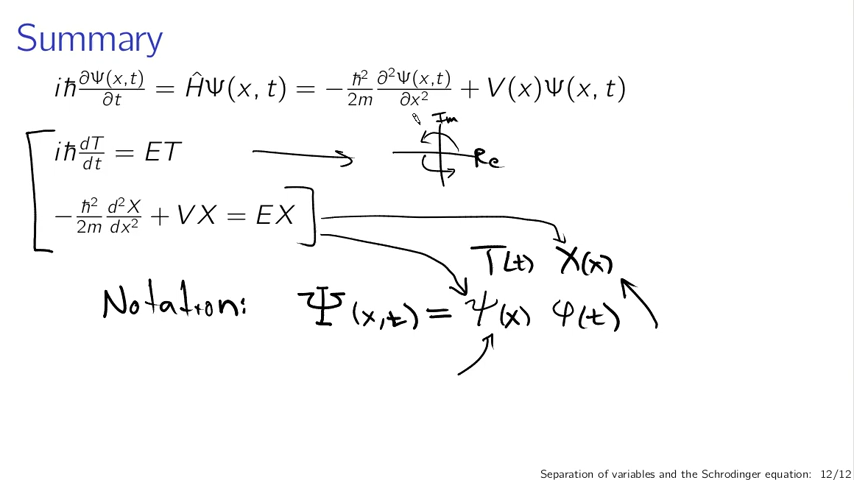 Summary
iħ ∂Ψ(x,t)/∂t = ĤΨ(x, t) = −ħ²/2m ∂²Ψ(x,t)/∂x² + V(x)Ψ(x, t)
Im
iħ dT/dt = ET
Re
−ħ²/2m d²X/dx² + VX = EX
T(t) X(x)
Notation: Ψ(x,t) = ψ(x) φ(t)
Separation of variables and the Schrodinger equation: 12/12